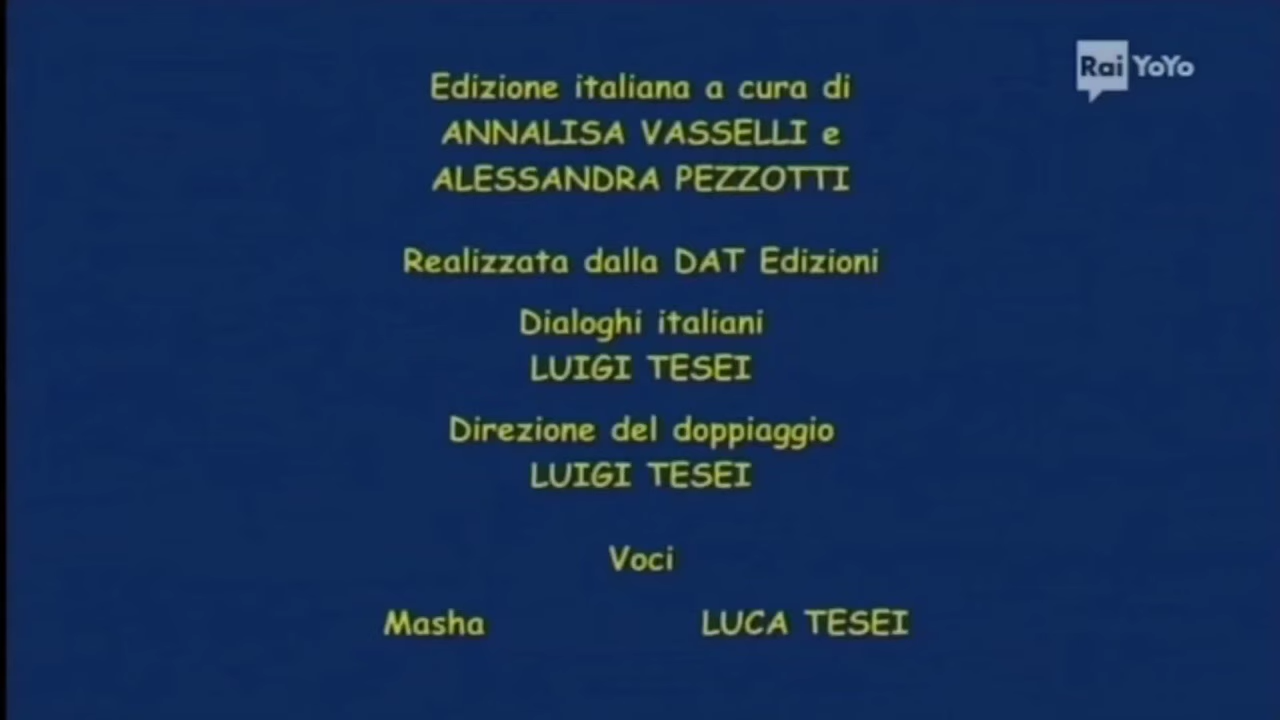 Rai YoYo
Edizione italiana a cura di
ANNALISA VASSELLI e
ALESSANDRA PEZZOTTI
Realizzata dalla DAT Edizioni
Dialoghi italiani
LUIGI TESEI
Direzione del doppiaggio
LUIGI TESEI
Voci
Masha LUCA TESEI